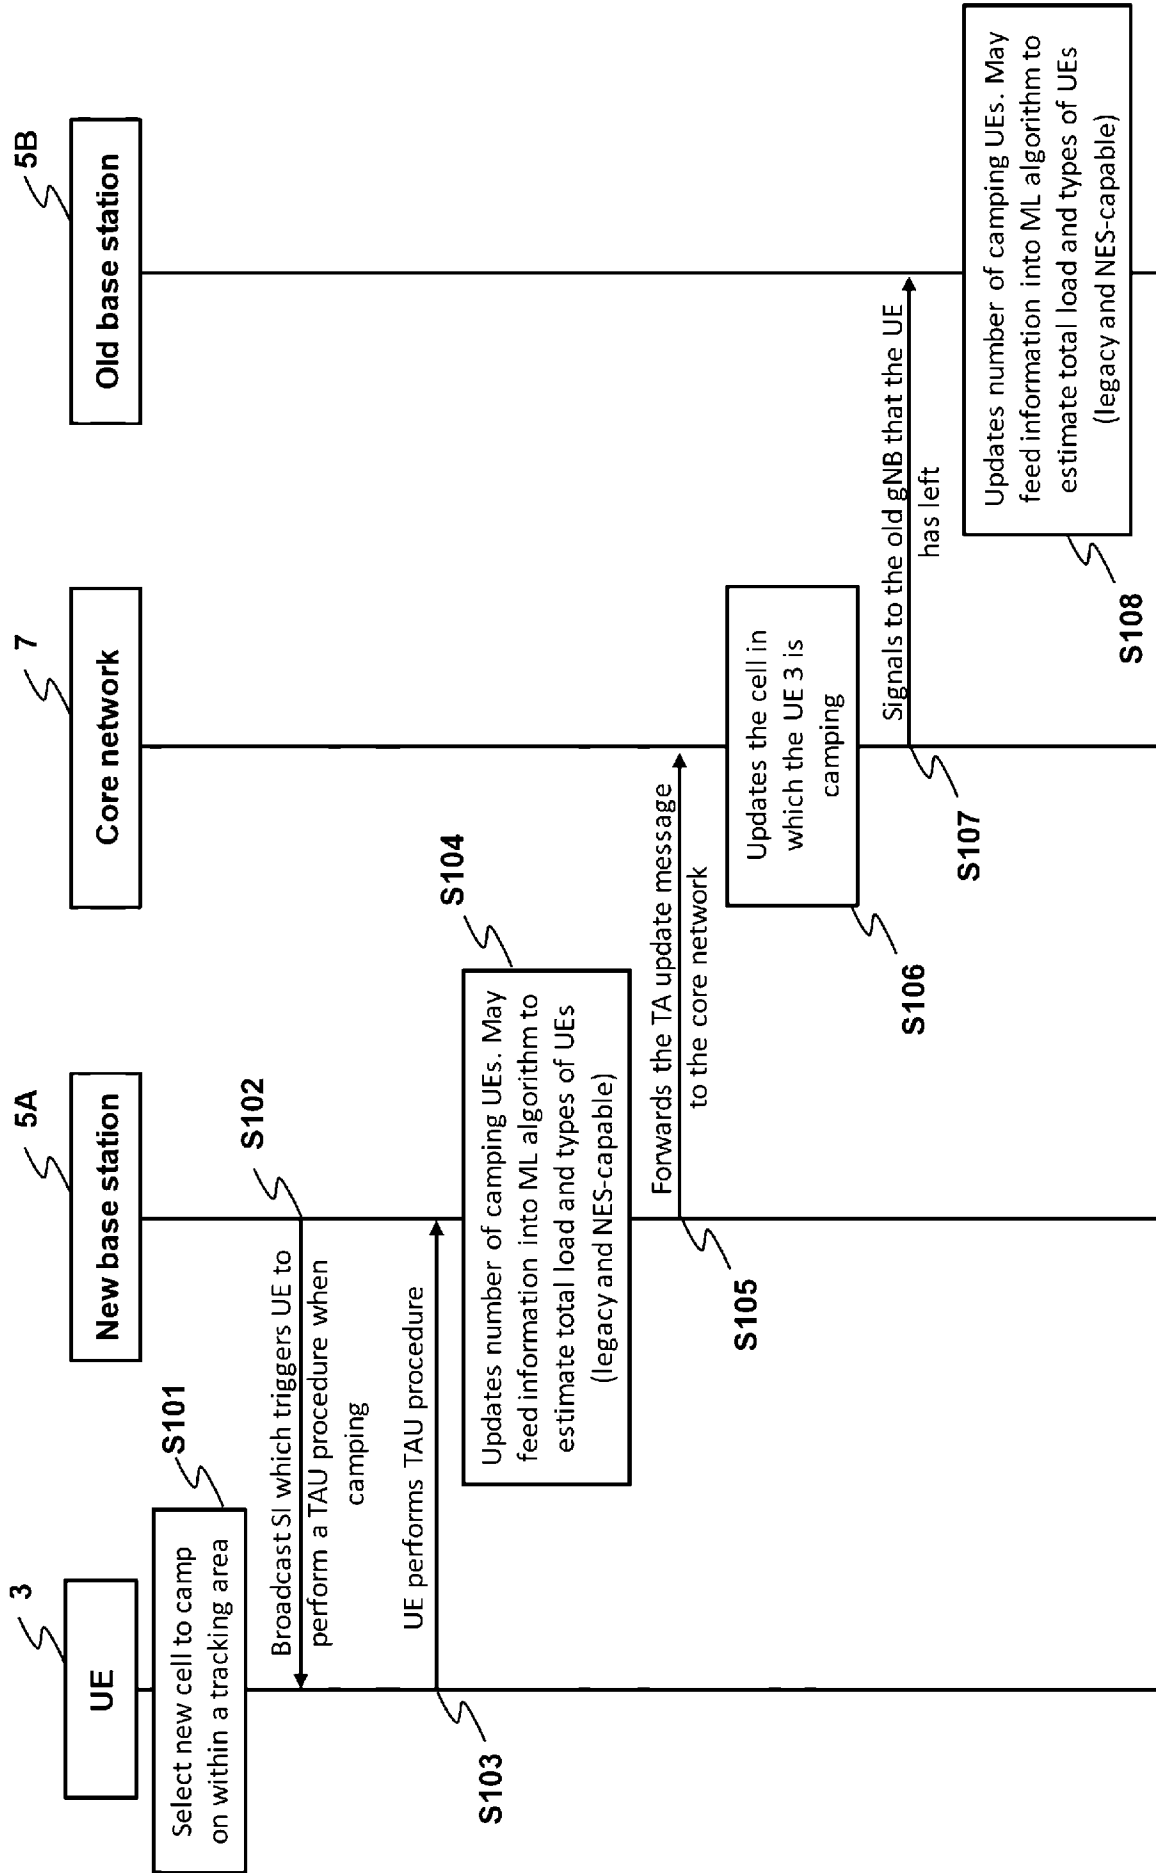 3
UE
5A
New base station
7
Core network
5B
Old base station
Select new cell to camp
on within a tracking area
S101
S102
Broadcast SI which triggers UE to
perform a TAU procedure when
camping
UE performs TAU procedure
S103
Updates number of camping UEs. May
feed information into ML algorithm to
estimate total load and types of UEs
(legacy and NES-capable)
S104
Forwards the TA update message
to the core network
S105
Updates the cell in
which the UE 3 is
camping
S106
Signals to the old gNB that the UE
has left
S107
Updates number of camping UEs. May
feed information into ML algorithm to
estimate total load and types of UEs
(legacy and NES-capable)
S108